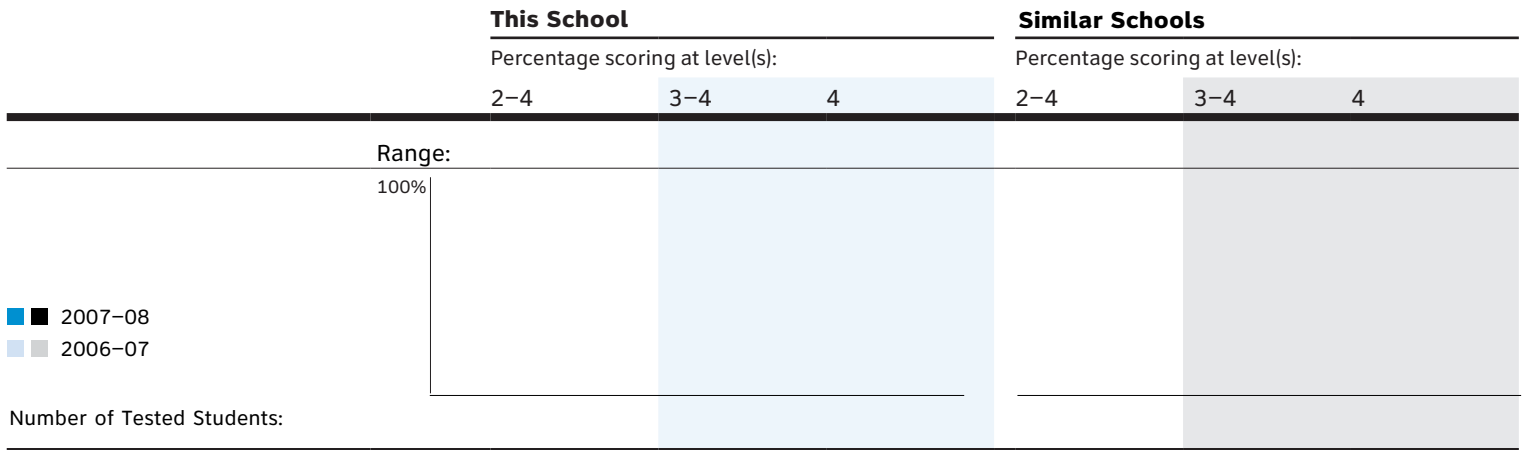 This School Similar Schools
Percentage scoring at level(s): Percentage scoring at level(s):
2–4 3–4 4 2–4 3–4 4
Range:
100%
2007–08
2006–07
Number of Tested Students: